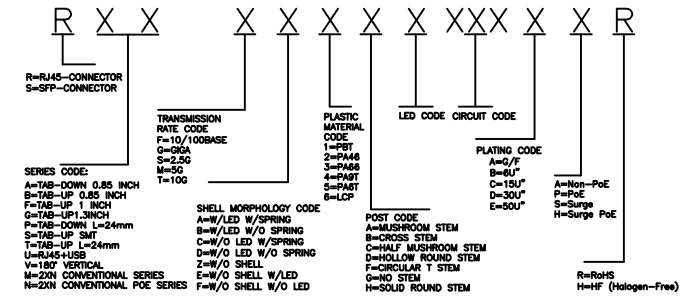 R X X X X X X X XXX X X R
R=RJ45-CONNECTOR
S=SFP-CONNECTOR
SERIES CODE:
A=TAB-DOWN 0.85 INCH
B=TAB-UP 0.85 INCH
F=TAB-UP 1 INCH
G=TAB-UP1.3INCH
P=TAB-DOWN L=24mm
S=TAB-UP SMT
T=TAB-UP L=24mm
U=RJ45+USB
V=180° VERTICAL
M=2XN CONVENTIONAL SERIES
N=2XN CONVENTIONAL POE SERIES
TRANSMISSION
RATE CODE
F=10/100BASE
G=GIGA
S=2.5G
M=5G
T=10G
SHELL MORPHOLOGY CODE
A=W/LED W/SPRING
B=W/LED W/O SPRING
C=W/O LED W/SPRING
D=W/O LED W/O SPRING
Z=W/O SHELL
E=W/O SHELL W/LED
F=W/O SHELL W/O LED
PLASTIC
MATERIAL
CODE
1=PBT
2=PA46
3=PA66
4=PA9T
5=PA6T
6=LCP
POST CODE
A=MUSHROOM STEM
B=CROSS STEM
C=HALF MUSHROOM STEM
D=HOLLOW ROUND STEM
F=CIRCULAR T STEM
G=NO STEM
H=SOLID ROUND STEM
LED CODE
CIRCUIT CODE
PLATING CODE
A=G/F
B=6U"
C=15U"
D=30U"
E=50U"
A=Non-PoE
P=PoE
S=Surge
H=Surge PoE
R=RoHS
H=HF (Halogen-Free)